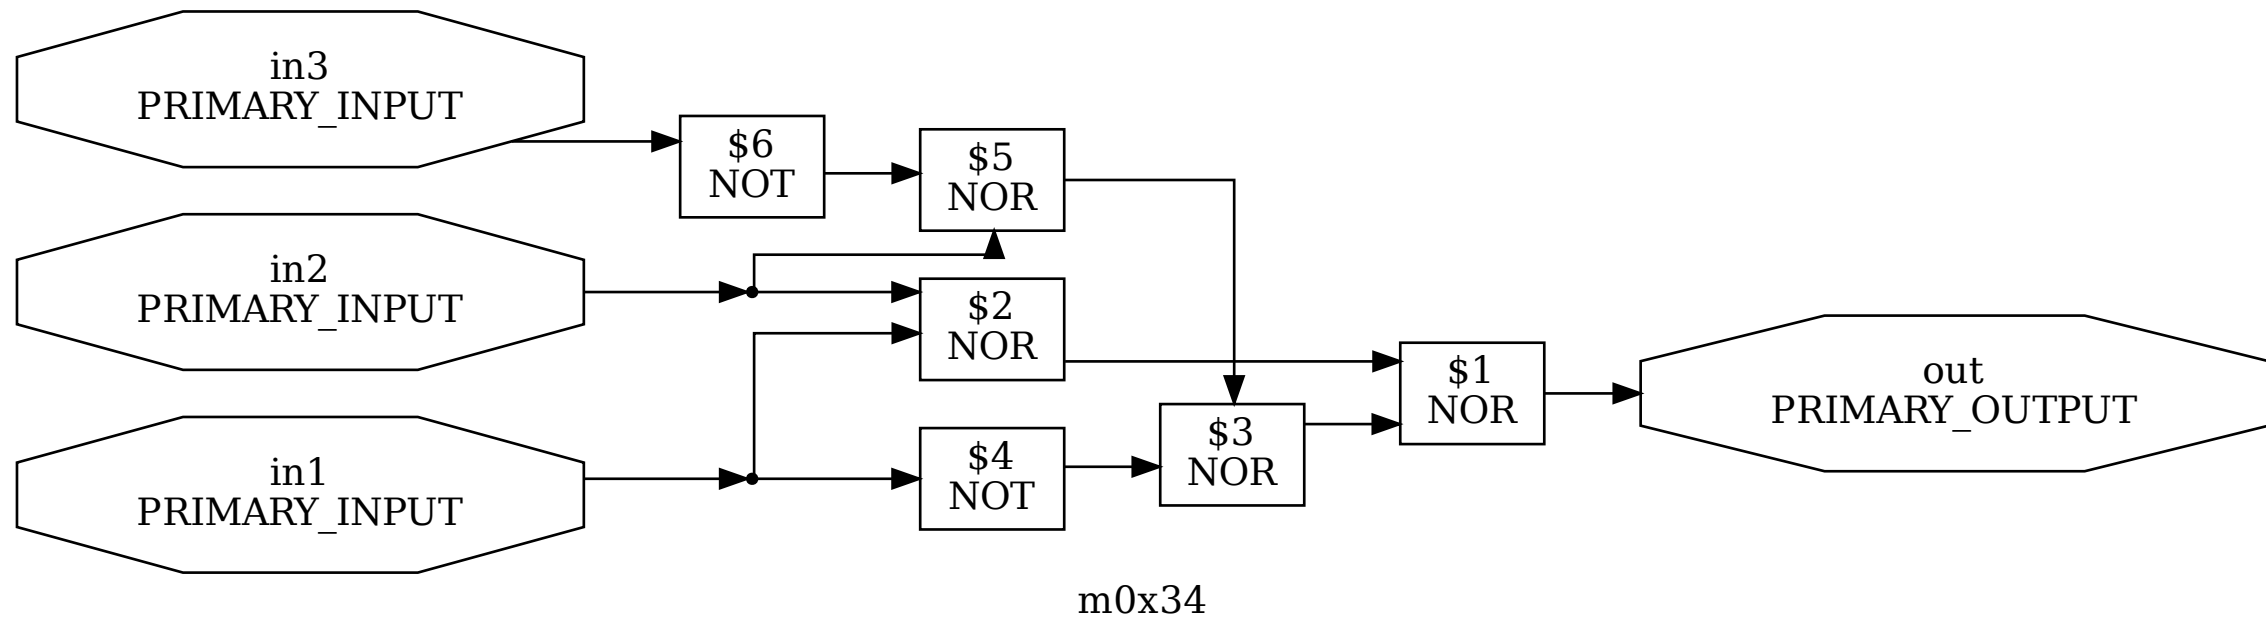 in3
PRIMARY_INPUT
$6
NOT
$5
NOR
in2
PRIMARY_INPUT
$2
NOR
$1
NOR
out
PRIMARY_OUTPUT
$3
NOR
in1
PRIMARY_INPUT
$4
NOT
m0x34